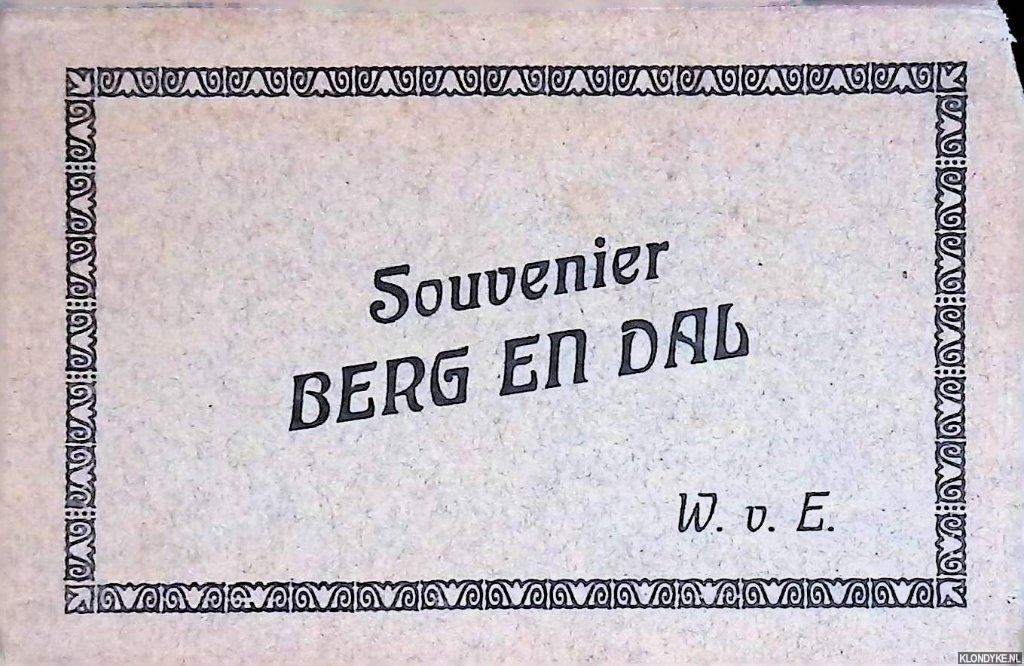 Souvenier
BERG EN DAL
W. v. E.
KLONDYKE.NL